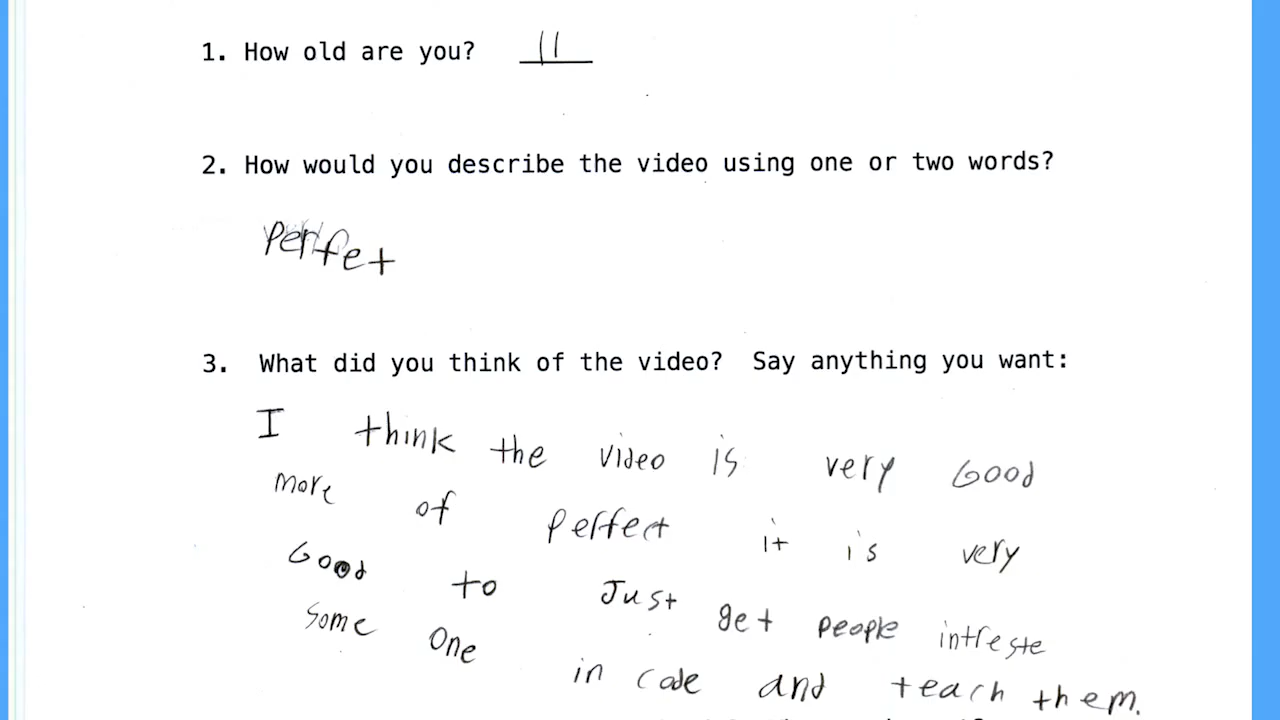 1. How old are you? 11
2. How would you describe the video using one or two words?
Perfet
3. What did you think of the video? Say anything you want:
I think the video is very Good
more of perfect it is very
Good to Just get people intreste
some one in code and teach them.